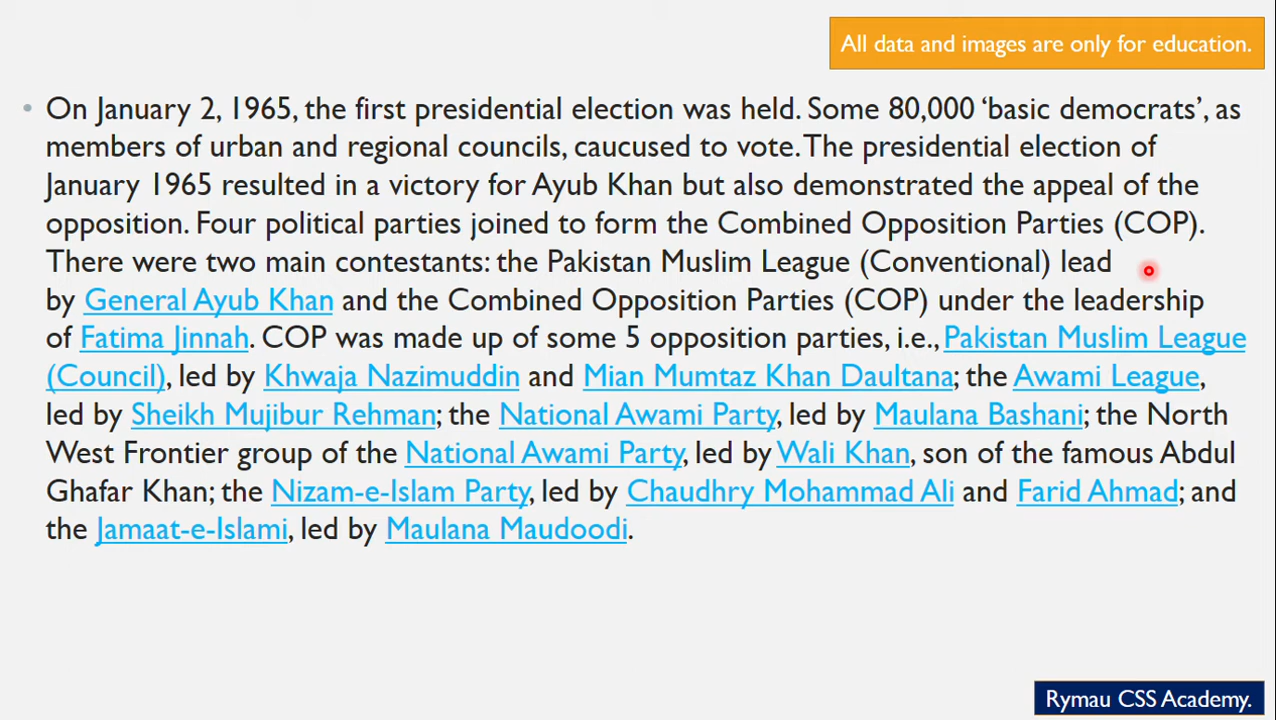 All data and images are only for education.
• On January 2, 1965, the first presidential election was held. Some 80,000 ‘basic democrats’, as
members of urban and regional councils, caucused to vote. The presidential election of
January 1965 resulted in a victory for Ayub Khan but also demonstrated the appeal of the
opposition. Four political parties joined to form the Combined Opposition Parties (COP).
There were two main contestants: the Pakistan Muslim League (Conventional) lead
by General Ayub Khan and the Combined Opposition Parties (COP) under the leadership
of Fatima Jinnah. COP was made up of some 5 opposition parties, i.e., Pakistan Muslim League
(Council), led by Khwaja Nazimuddin and Mian Mumtaz Khan Daultana; the Awami League,
led by Sheikh Mujibur Rehman; the National Awami Party, led by Maulana Bashani; the North
West Frontier group of the National Awami Party, led by Wali Khan, son of the famous Abdul
Ghafar Khan; the Nizam-e-Islam Party, led by Chaudhry Mohammad Ali and Farid Ahmad; and
the Jamaat-e-Islami, led by Maulana Maudoodi.
Rymau CSS Academy.